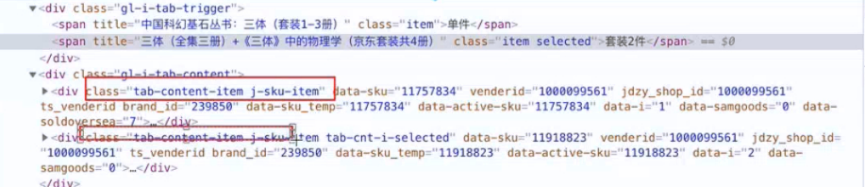 ▼<div class="gl-i-tab-trigger">
<span title="中国科幻基石丛书：三体（套装1-3册）" class="item">单件</span>
<span title="三体（全集三册）+《三体》中的物理学（京东套装共4册）" class="item selected">套装2件</span> == $0
</div>
▼<div class="gl-i-tab-content">
▶<div class="tab-content-item j-sku-item" data-sku="11757834" venderid="1000099561" jdzy_shop_id="1000099561"
ts_venderid brand_id="239850" data-sku_temp="11757834" data-active-sku="11757834" data-i="1" data-samgoods="0" data-
soldoversea="7">…</div>
▶<div class="tab-content-item j-sku-item tab-cnt-i-selected" data-sku="11918823" venderid="1000099561" jdzy_shop_id=
"1000099561" ts_venderid brand_id="239850" data-sku_temp="11918823" data-active-sku="11918823" data-i="2" data-
samgoods="0">…</div>
</div>